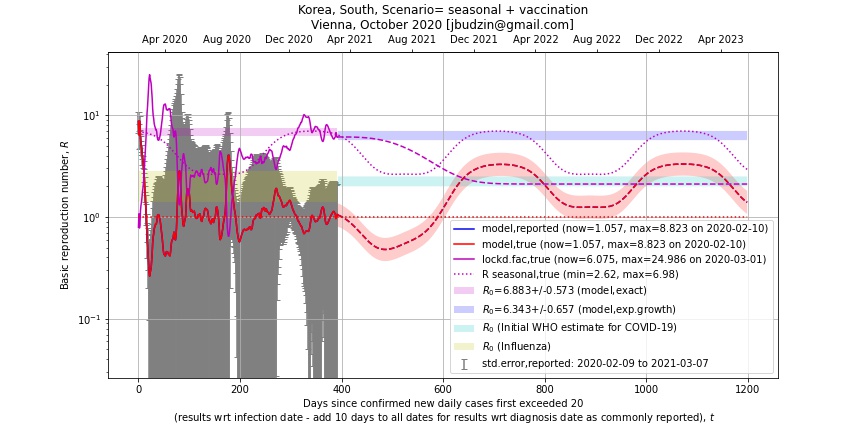 Korea, South, Scenario= seasonal + vaccination
Vienna, October 2020 [jbudzin@gmail.com]
Apr 2020 Aug 2020 Dec 2020 Apr 2021 Aug 2021 Dec 2021 Apr 2022 Aug 2022 Dec 2022 Apr 2023
Basic reproduction number, R
10¹
10⁰
10⁻¹
model,reported (now=1.057, max=8.823 on 2020-02-10)
model,true (now=1.057, max=8.823 on 2020-02-10)
lockd.fac,true (now=6.075, max=24.986 on 2020-03-01)
R seasonal,true (min=2.62, max=6.98)
R₀=6.883+/-0.573 (model,exact)
R₀=6.343+/-0.657 (model,exp.growth)
R₀ (Initial WHO estimate for COVID-19)
R₀ (Influenza)
std.error,reported: 2020-02-09 to 2021-03-07
0 200 400 600 800 1000 1200
Days since confirmed new daily cases first exceeded 20
(results wrt infection date - add 10 days to all dates for results wrt diagnosis date as commonly reported), t